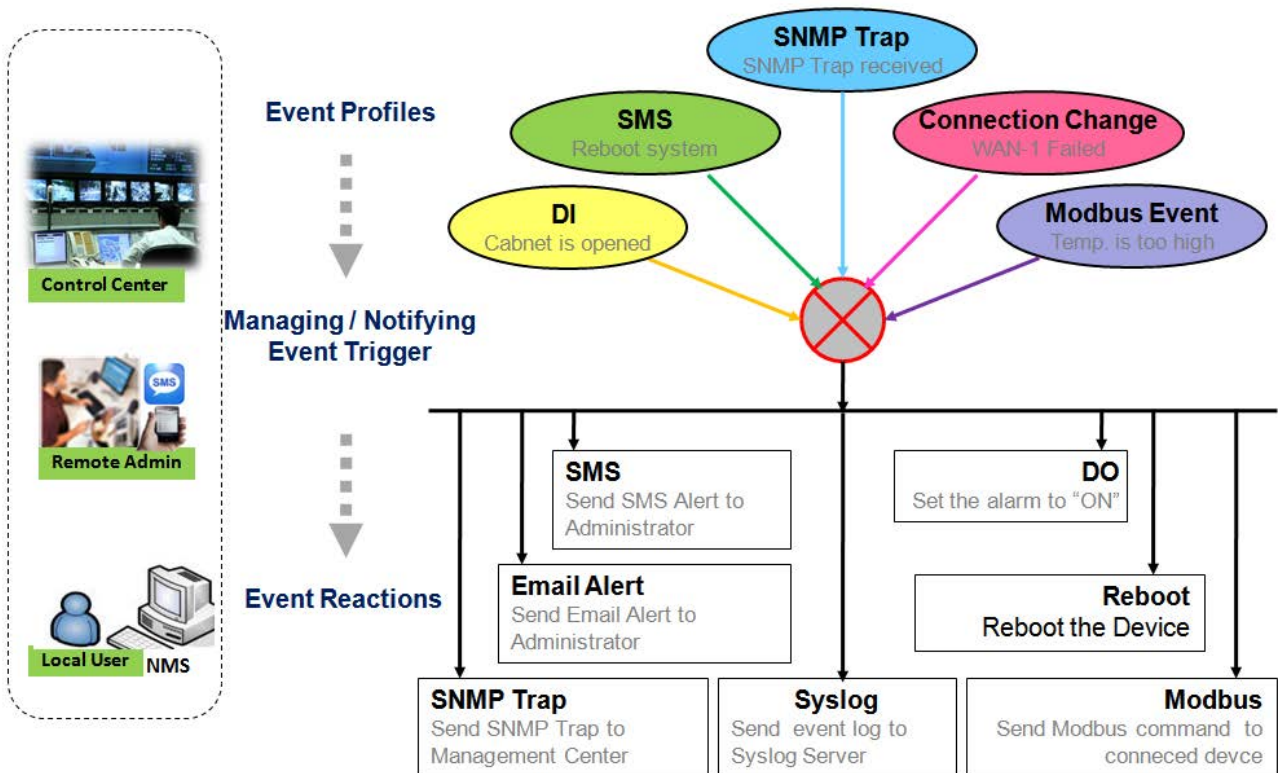 SNMP Trap
SNMP Trap received
Event Profiles
SMS
Reboot system
Connection Change
WAN-1 Failed
DI
Cabnet is opened
Modbus Event
Temp. is too high
Control Center
Managing / Notifying
Event Trigger
SMS
Remote Admin
SMS
Send SMS Alert to
Administrator
DO
Set the alarm to “ON”
Event Reactions
Email Alert
Send Email Alert to
Administrator
Reboot
Reboot the Device
Local User
NMS
SNMP Trap
Send SNMP Trap to
Management Center
Syslog
Send event log to
Syslog Server
Modbus
Send Modbus command to
conneced devce